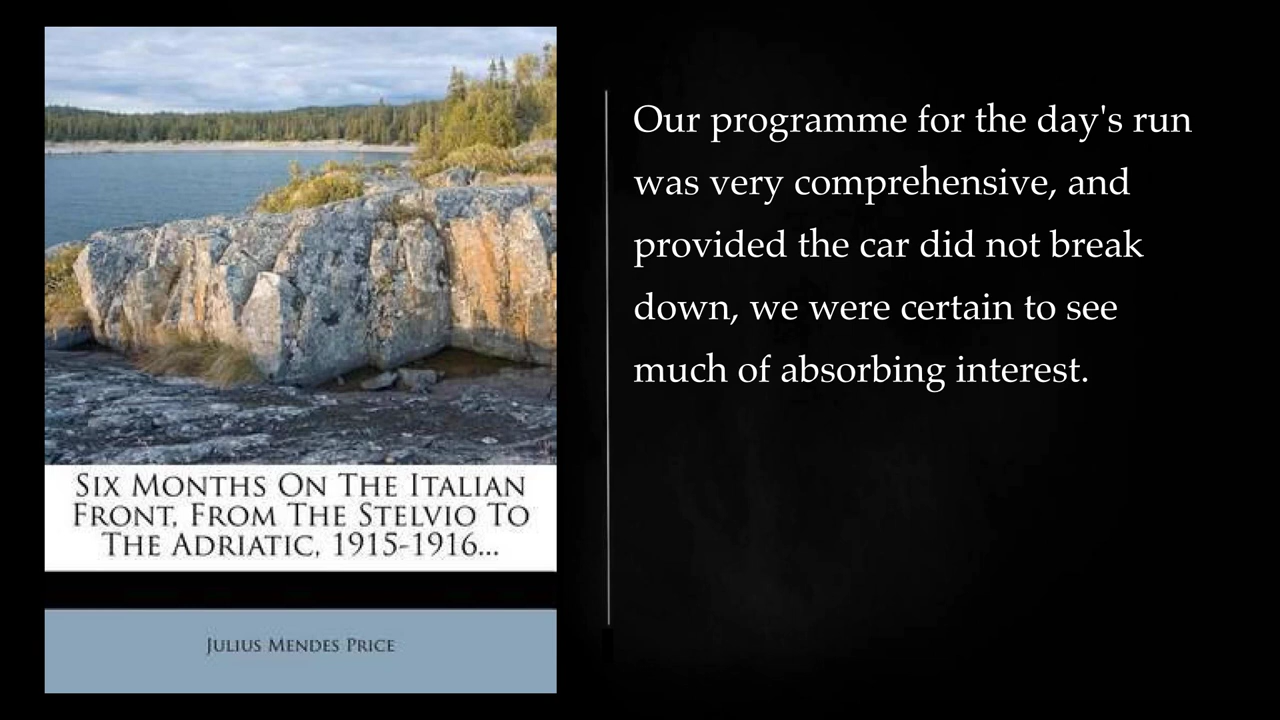 Our programme for the day's run
was very comprehensive, and
provided the car did not break
down, we were certain to see
much of absorbing interest.
Six Months On The Italian
Front, From The Stelvio To
The Adriatic, 1915-1916...
Julius Mendes Price